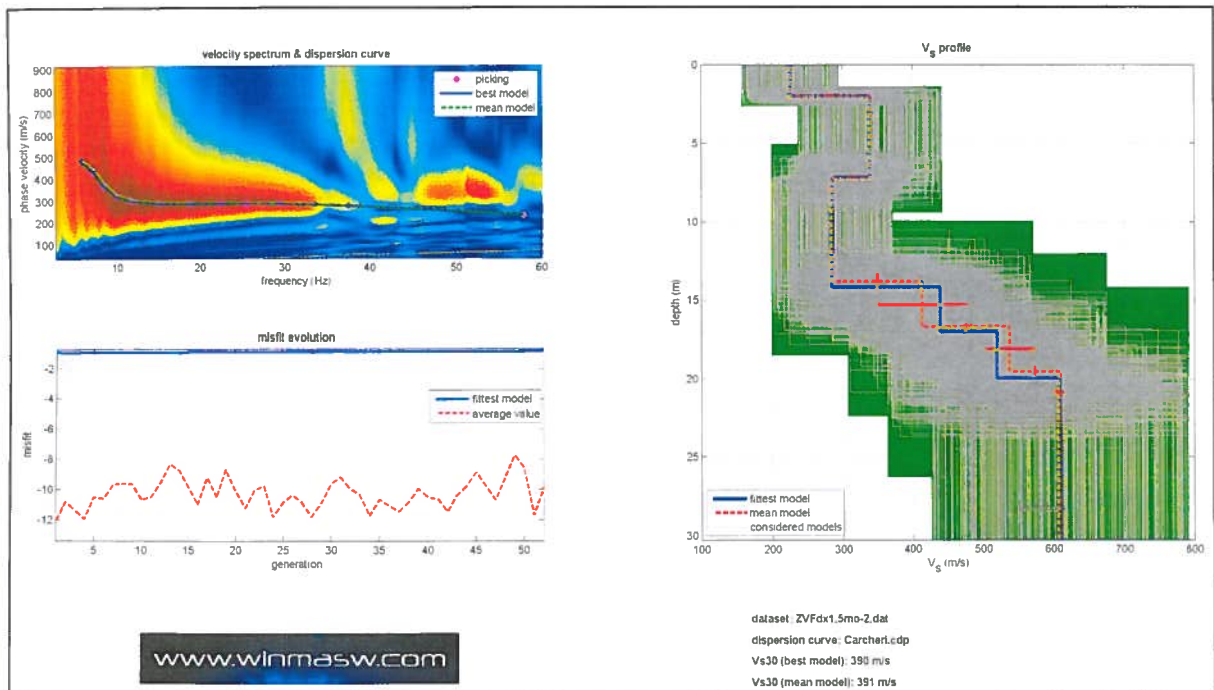 velocity spectrum & dispersion curve
900
800
700
600
500
400
300
200
100
phase velocity (m/s)
picking
best model
mean model
10
20
30
40
50
60
frequency (Hz)
misfit evolution
-2
-4
-6
-8
-10
-12
misfit
fittest model
average value
5
10
15
20
25
30
35
40
45
50
generation
www.winmasw.com
VS profile
0
5
10
15
20
25
30
depth (m)
fittest model
mean model
considered models
100
200
300
400
500
600
700
800
VS (m/s)
dataset: ZVFdx1.5mo-2.dat
dispersion curve: Carcheri.cdp
Vs30 (best model): 390 m/s
Vs30 (mean model): 391 m/s